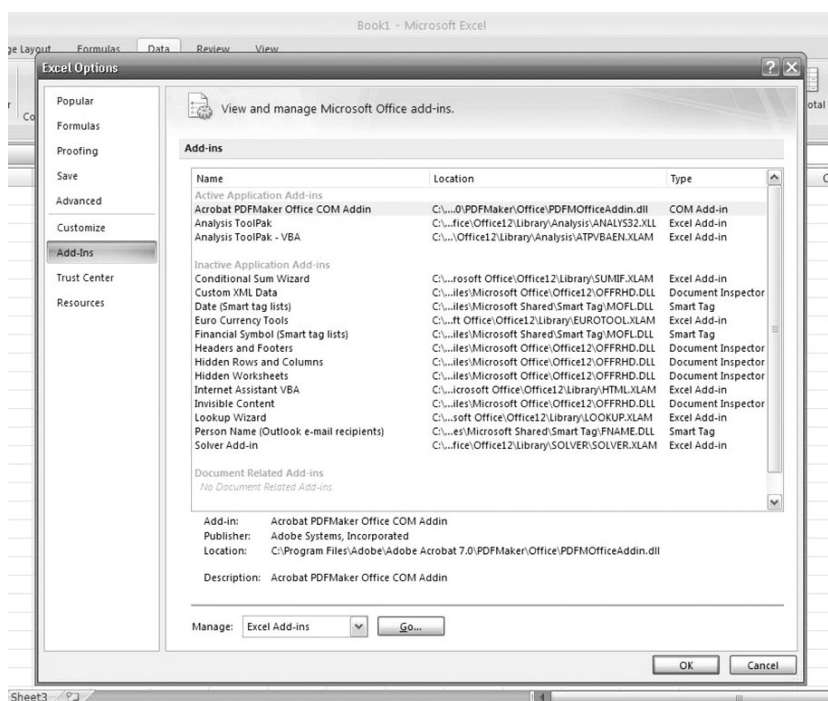 Book1 - Microsoft Excel
ge Layout Formulas Data Review View
Excel Options
Co
otal
Popular
Formulas
Proofing
Save
Advanced
Customize
Add-Ins
Trust Center
Resources
View and manage Microsoft Office add-ins.
Add-ins
Name Location Type
Active Application Add-ins
Acrobat PDFMaker Office COM Addin C:\...0\PDFMaker\Office\PDFMOfficeAddin.dll COM Add-in
Analysis ToolPak C:\...fice\Office12\Library\Analysis\ANALYS32.XLL Excel Add-in
Analysis ToolPak - VBA C:\...\Office12\Library\Analysis\ATPVBAEN.XLAM Excel Add-in
Inactive Application Add-ins
Conditional Sum Wizard C:\...rosoft Office\Office12\Library\SUMIF.XLAM Excel Add-in
Custom XML Data C:\...iles\Microsoft Office\Office12\OFFRHD.DLL Document Inspector
Date (Smart tag lists) C:\...iles\Microsoft Shared\Smart Tag\MOFL.DLL Smart Tag
Euro Currency Tools C:\...ft Office\Office12\Library\EUROTOOL.XLAM Excel Add-in
Financial Symbol (Smart tag lists) C:\...iles\Microsoft Shared\Smart Tag\MOFL.DLL Smart Tag
Headers and Footers C:\...iles\Microsoft Office\Office12\OFFRHD.DLL Document Inspector
Hidden Rows and Columns C:\...iles\Microsoft Office\Office12\OFFRHD.DLL Document Inspector
Hidden Worksheets C:\...iles\Microsoft Office\Office12\OFFRHD.DLL Document Inspector
Internet Assistant VBA C:\...icrosoft Office\Office12\Library\HTML.XLAM Excel Add-in
Invisible Content C:\...iles\Microsoft Office\Office12\OFFRHD.DLL Document Inspector
Lookup Wizard C:\...soft Office\Office12\Library\LOOKUP.XLAM Excel Add-in
Person Name (Outlook e-mail recipients) C:\...es\Microsoft Shared\Smart Tag\FNAME.DLL Smart Tag
Solver Add-in C:\...fice\Office12\Library\SOLVER\SOLVER.XLAM Excel Add-in
Document Related Add-ins
No Document Related Add-ins
Add-in: Acrobat PDFMaker Office COM Addin
Publisher: Adobe Systems, Incorporated
Location: C:\Program Files\Adobe\Adobe Acrobat 7.0\PDFMaker\Office\PDFMOfficeAddin.dll
Description: Acrobat PDFMaker Office COM Addin
Manage: Excel Add-ins Go...
OK Cancel
Sheet3